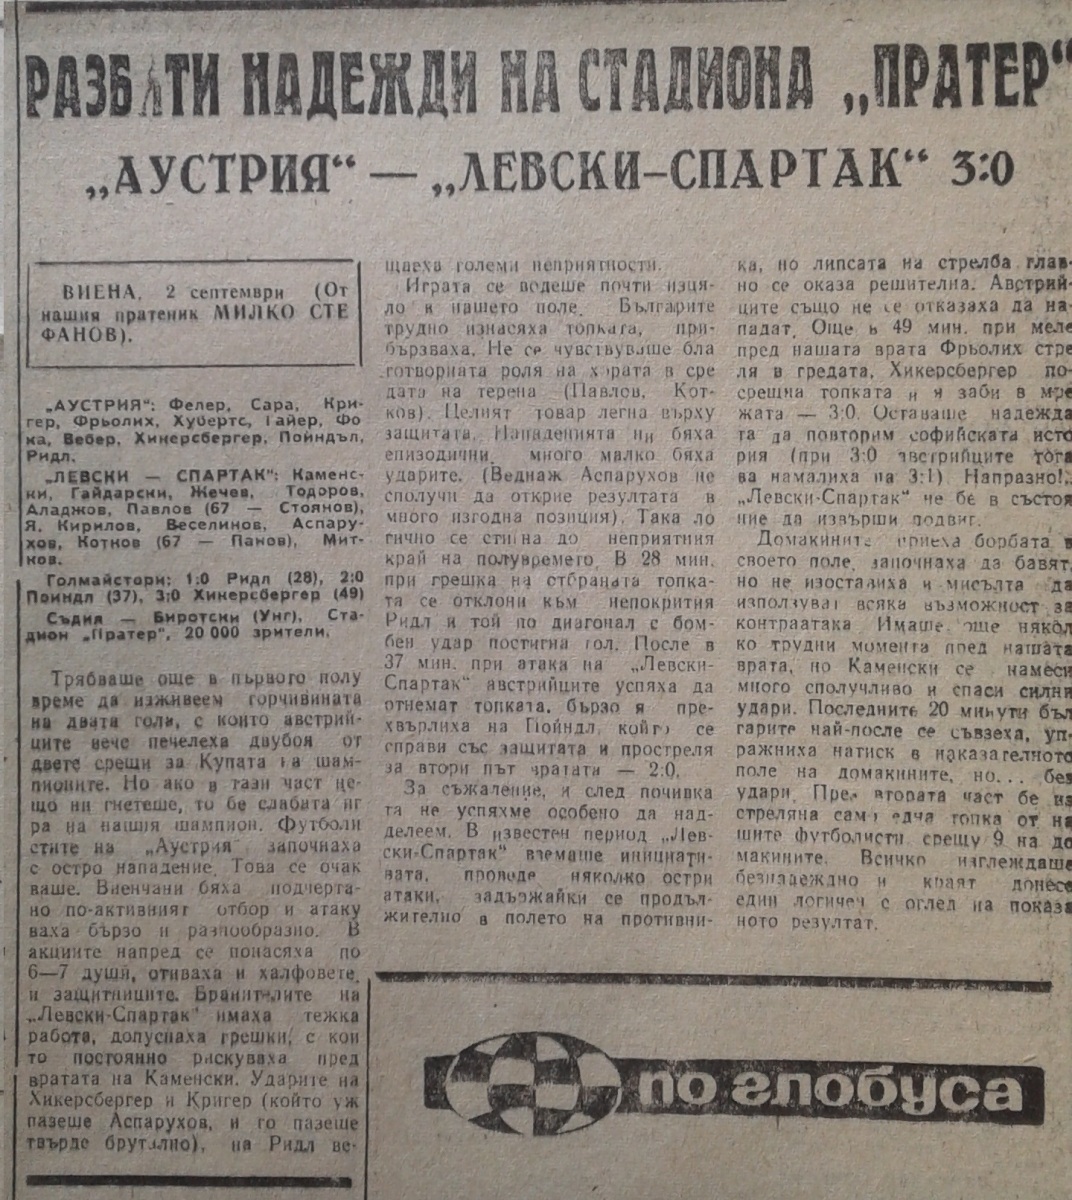 РАЗБИТИ НАДЕЖДИ НА СТАДИОНА „ПРАТЕР“
„АУСТРИЯ“ — „ЛЕВСКИ-СПАРТАК“ 3:0
ВИЕНА, 2 септември (От
нашия пратеник МИЛКО СТЕ
ФАНОВ).
„АУСТРИЯ“: Фелер, Сара, Кри-
гер, Фрьолих, Хубертс, Гайер, Фо
ка, Вебер, Хинерсбергер, Пойндъл,
Ридл.
„ЛЕВСКИ — СПАРТАК“: Каменс-
ки, Гайдарски, Жечев, Тодоров,
Аладжов, Павлов (67 — Стоянов),
Я. Кирилов, Веселинов, Аспару-
хов, Котков (67 — Панов), Мит-
ков.
Голмайстори: 1:0 Ридл (28), 2:0
Пойндл (37), 3:0 Хикерсбергер (49)
Съдия — Биротски (Унг), Ста-
дион „Пратер“, 20 000 зрители.
Трябваше още в първото полу
време да изживеем горчивината
на двата гола, с които австрий-
ците вече печелеха двубоя от
двете срещи за Купата на шам-
пионите. Но ако в тази част не-
що ни гнетеше, то бе слабата иг
ра на нашия шампион. Футболи
стите на „Аустрия“ започнаха
с остро нападение. Това се очак
ваше. Виенчани бяха подчерта-
но по-активният отбор и атаку
ваха бързо и разнообразно. В
акциите напред се понасяха по
6—7 души, отиваха и халфовете,
и защитниците. Бранителите на
„Левски-Спартак“ имаха тежка
работа, допуснаха грешки, с кои
то постоянно рискуваха пред
вратата на Каменски. Ударите на
Хикерсбергер и Кригер (който уж
пазеше Аспарухов, и го пазеше
твърде брутално), на Ридл ве-
щаеха големи неприятности.
Играта се водеше почти изця-
ло в нашето поле. Българите
трудно изнасяха топката, при-
бързваха. Не се чувствуваше бла
готворната роля на хората в сре
дата на терена (Павлов, Кот-
ков). Целият товар легна върху
защитата. Нападенията ни бяха
епизодични, много малко бяха
ударите. (Веднаж Аспарухов не
сполучи да открие резултата в
много изгодна позиция). Така ло
гично се стигна до неприятния
край на полувремето. В 28 мин.
при грешка на отбраната топка-
та се отклони към непокрития
Ридл и той по диагонал с бом-
бен удар постигна гол. После в
37 мин. при атака на „Левски-
Спартак“ австрийците успяха да
отнемат топката, бързо я пре-
хвърлиха на Пойндл, който се
справи със защитата и простреля
за втори път вратата — 2:0.
За съжаление, и след почивка
та не успяхме особено да над-
делеем. В известен период „Лев-
ски-Спартак“ вземаше инициати-
вата, проведе няколко остри
атаки, задържайки се продъл-
жително в полето на противни-
ка, но липсата на стрелба глав-
но се оказа решителна. Австрий-
ците също не се отказаха да на-
падат. Още в 49 мин. при меле
пред нашата врата Фрьолих стре
ля в гредата, Хикерсбергер по-
срещна топката и я заби в мре
жата — 3:0. Оставаше надежда
та да повторим софийската исто
рия (при 3:0 австрийците тога
ва намалиха на 3:1). Напразно!..
„Левски-Спартак“ не бе в състоя
ние да извърши подвиг.
Домакините приеха борбата в
своето поле, започнаха да бавят,
но не изоставиха и мисълта да
използуват всяка възможност за
контраатака. Имаше още някол
ко трудни момента пред нашата
врата, но Каменски се намеси
много сполучливо и спаси силни
удари. Последните 20 минути бъл
гарите най-после се съвзеха, уп-
ражниха натиск в наказателното
поле на домакините, но... без
удари. През втората част бе из
стреляна само една топка от на
шите футболисти срещу 9 на до
макините. Всичко изглеждаше
безнадеждно и краят донесе
един логичен с оглед на показа
ното резултат.
по глобуса